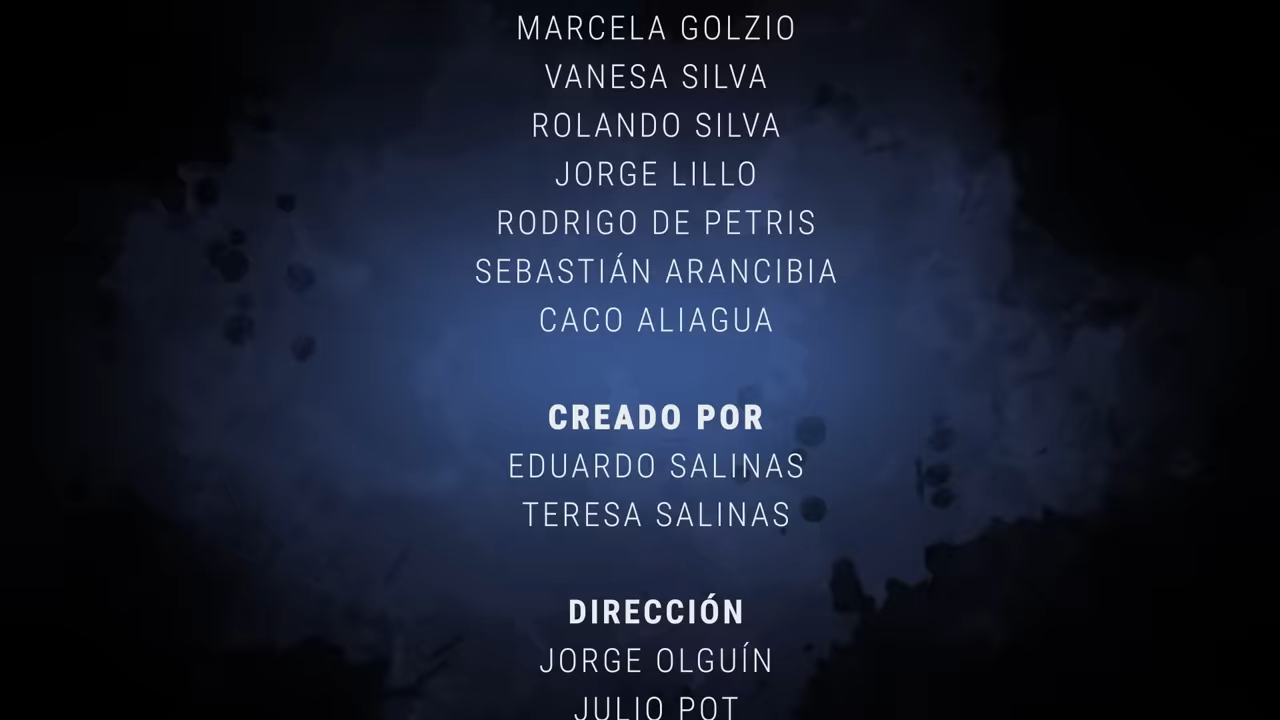 MARCELA GOLZIO
VANESA SILVA
ROLANDO SILVA
JORGE LILLO
RODRIGO DE PETRIS
SEBASTIÁN ARANCIBIA
CACO ALIAGUA
CREADO POR
EDUARDO SALINAS
TERESA SALINAS
DIRECCIÓN
JORGE OLGUÍN
JULIO POT